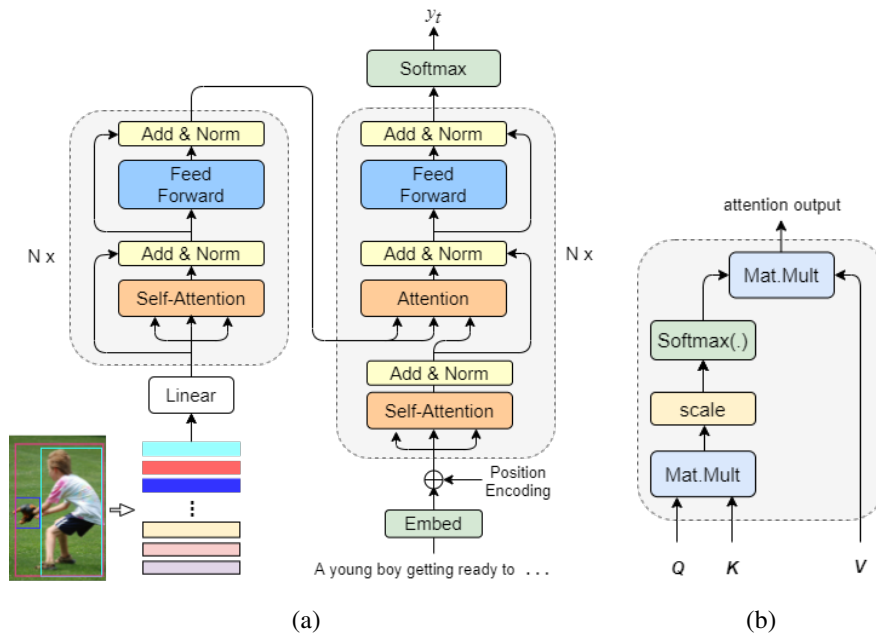 y_t
Softmax
Add & Norm
Feed
Forward
Add & Norm
Self-Attention
N x
Linear
Add & Norm
Feed
Forward
Add & Norm
Attention
N x
Add & Norm
Self-Attention
Position
Encoding
Embed
A young boy getting ready to ...
(a)
attention output
Mat.Mult
Softmax(.)
scale
Mat.Mult
Q K V
(b)